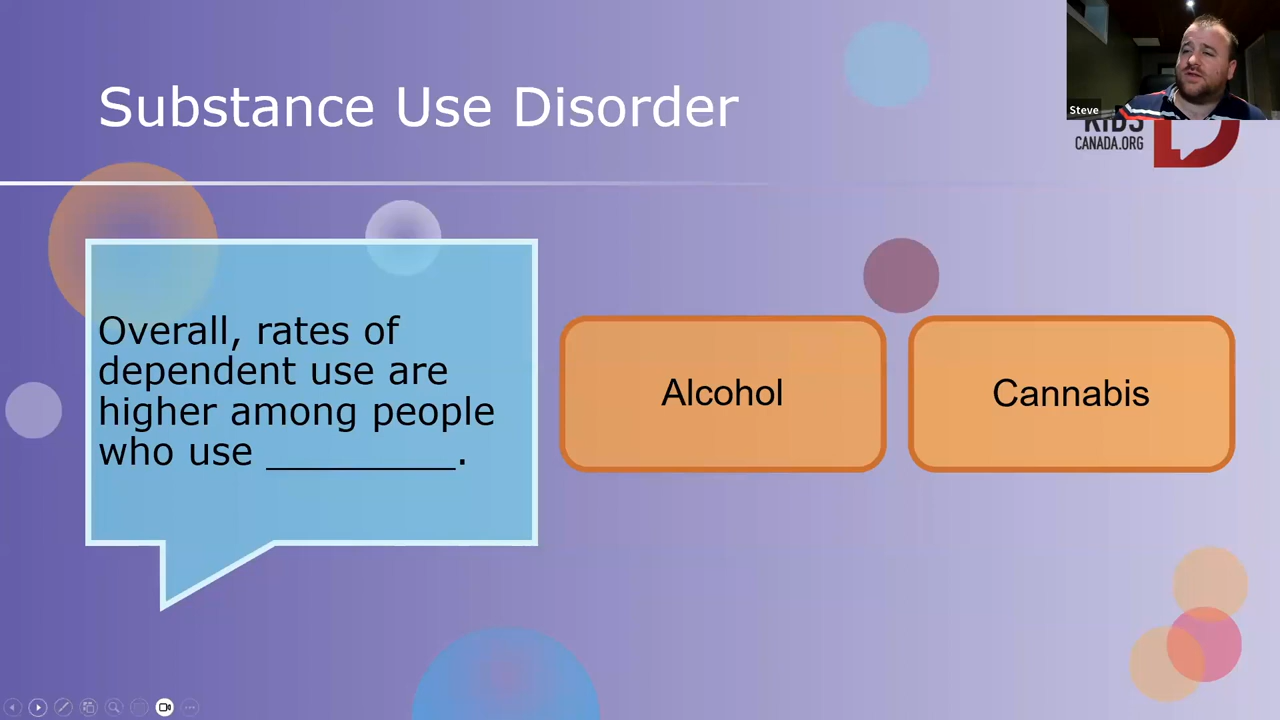 Substance Use Disorder
Steve
KIDS
CANADA.ORG
Overall, rates of
dependent use are
higher among people
who use _________.
Alcohol
Cannabis